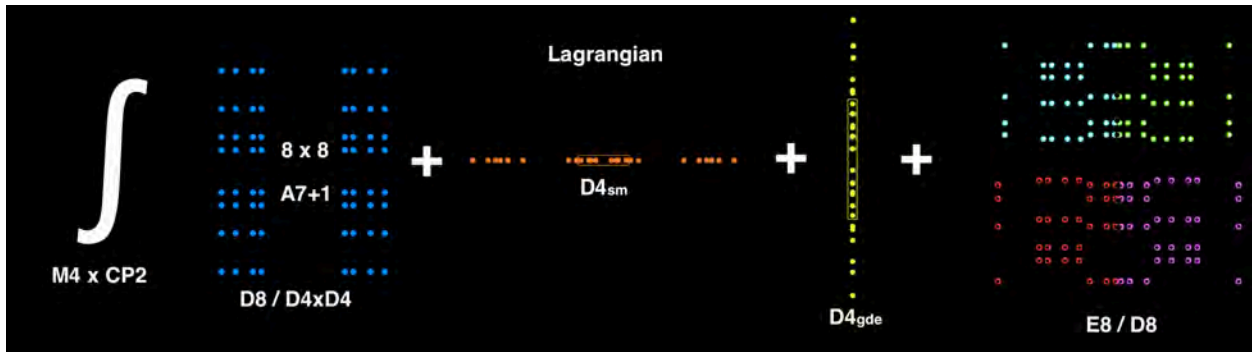 Lagrangian
∫
8 x 8
+
+
+
A7+1
D4sm
M4 x CP2
D8 / D4xD4
D4gde
E8 / D8